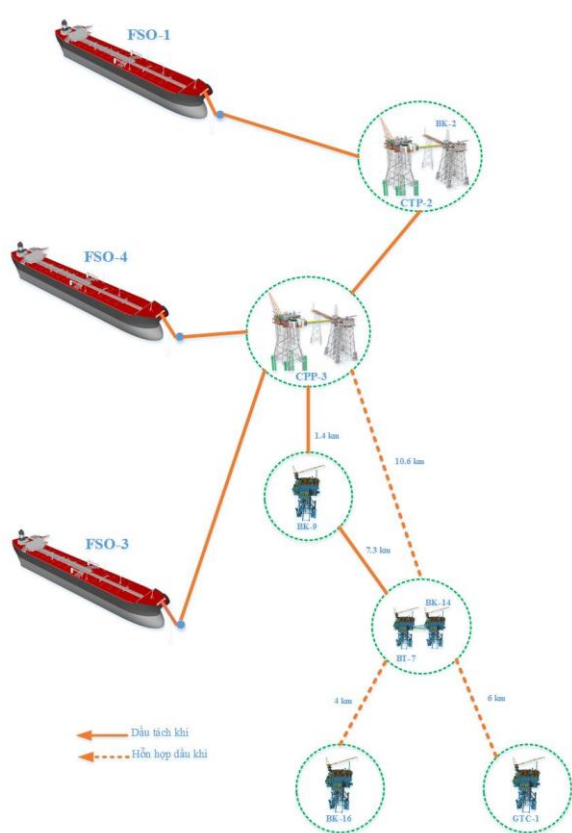 FSO-1
BK-2
CTP-2
FSO-4
CPP-3
1.4 km
10.6 km
BK-9
FSO-3
7.3 km
BK-14
BT-7
4 km
6 km
Dầu tách khí
Hỗn hợp dầu khí
BK-16
GTC-1